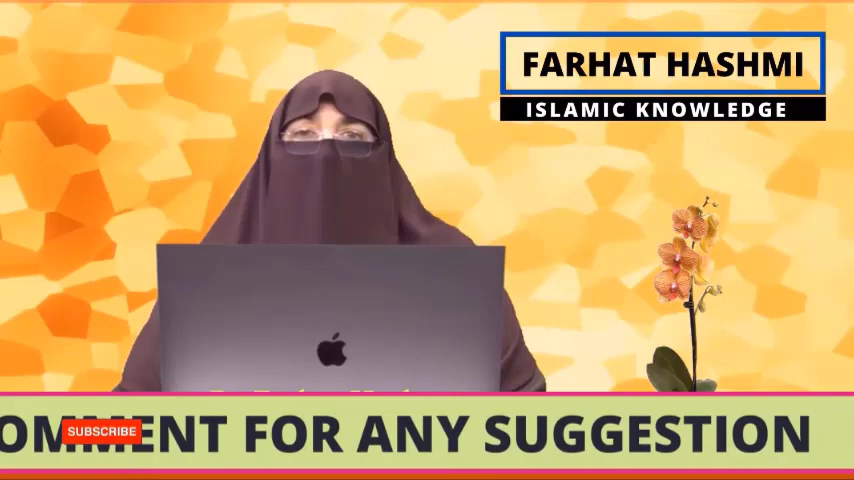 FARHAT HASHMI
ISLAMIC KNOWLEDGE
OMMENT FOR ANY SUGGESTION
SUBSCRIBE